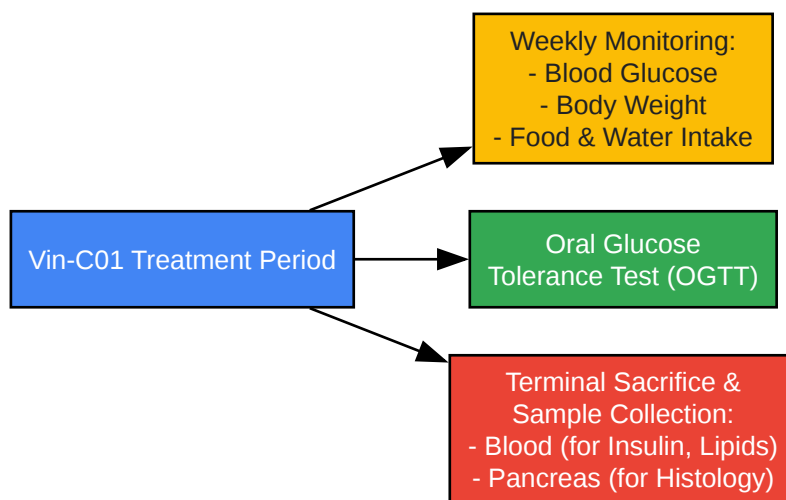 Weekly Monitoring:
- Blood Glucose
- Body Weight
- Food & Water Intake
Vin-C01 Treatment Period
Oral Glucose
Tolerance Test (OGTT)
Terminal Sacrifice &
Sample Collection:
- Blood (for Insulin, Lipids)
- Pancreas (for Histology)